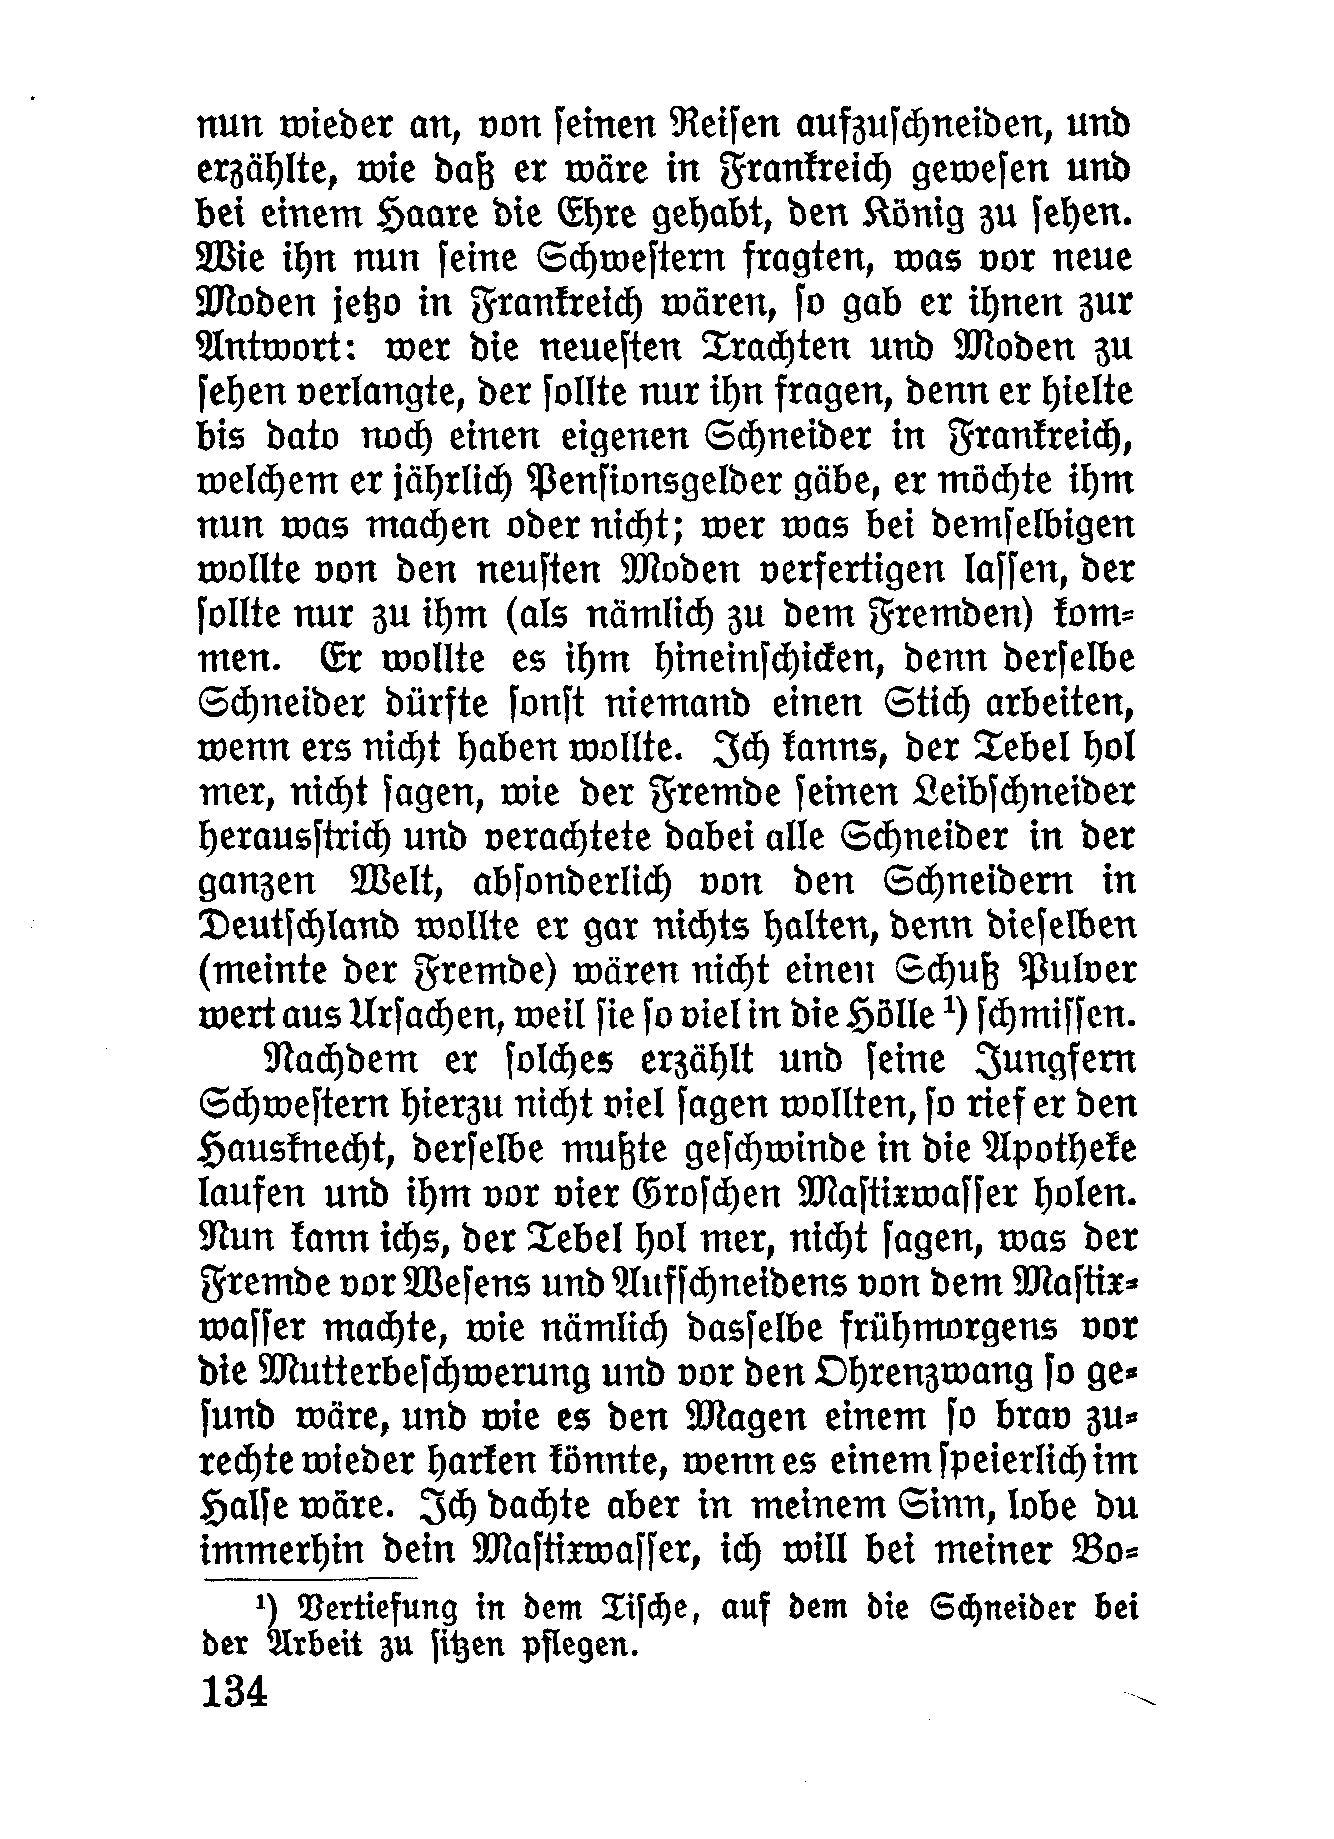 nun wieder an, von ſeinen Reiſen aufzuſchneiden, und
erzählte, wie daß er wäre in Frankreich geweſen und
bei einem Haare die Ehre gehabt, den König zu ſehen.
Wie ihn nun ſeine Schweſtern fragten, was vor neue
Moden jetzo in Frankreich wären, ſo gab er ihnen zur
Antwort: wer die neueſten Trachten und Moden zu
ſehen verlangte, der ſollte nur ihn fragen, denn er hielte
bis dato noch einen eigenen Schneider in Frankreich,
welchem er jährlich Penſionsgelder gäbe, er möchte ihm
nun was machen oder nicht; wer was bei demſelbigen
wollte von den neuſten Moden verfertigen laſſen, der
ſollte nur zu ihm (als nämlich zu dem Fremden) kom⸗
men. Er wollte es ihm hineinſchicken, denn derſelbe
Schneider dürfte ſonſt niemand einen Stich arbeiten,
wenn ers nicht haben wollte. Ich kanns, der Tebel hol
mer, nicht ſagen, wie der Fremde ſeinen Leibſchneider
herausſtrich und verachtete dabei alle Schneider in der
ganzen Welt, abſonderlich von den Schneidern in
Deutſchland wollte er gar nichts halten, denn dieſelben
(meinte der Fremde) wären nicht einen Schuß Pulver
wert aus Urſachen, weil ſie ſo viel in die Hölle ¹) ſchmiſſen.
Nachdem er ſolches erzählt und ſeine Jungfern
Schweſtern hierzu nicht viel ſagen wollten, ſo rief er den
Hausknecht, derſelbe mußte geſchwinde in die Apotheke
laufen und ihm vor vier Groſchen Maſtixwaſſer holen.
Nun kann ichs, der Tebel hol mer, nicht ſagen, was der
Fremde vor Weſens und Aufſchneidens von dem Maſtix⸗
waſſer machte, wie nämlich dasſelbe frühmorgens vor
die Mutterbeſchwerung und vor den Ohrenzwang ſo ge⸗
ſund wäre, und wie es den Magen einem ſo brav zu⸗
rechte wieder harken könnte, wenn es einem ſpeierlich im
Halſe wäre. Ich dachte aber in meinem Sinn, lobe du
immerhin dein Maſtixwaſſer, ich will bei meiner Bo⸗
¹) Vertiefung in dem Tiſche, auf dem die Schneider bei
der Arbeit zu ſitzen pflegen.
134